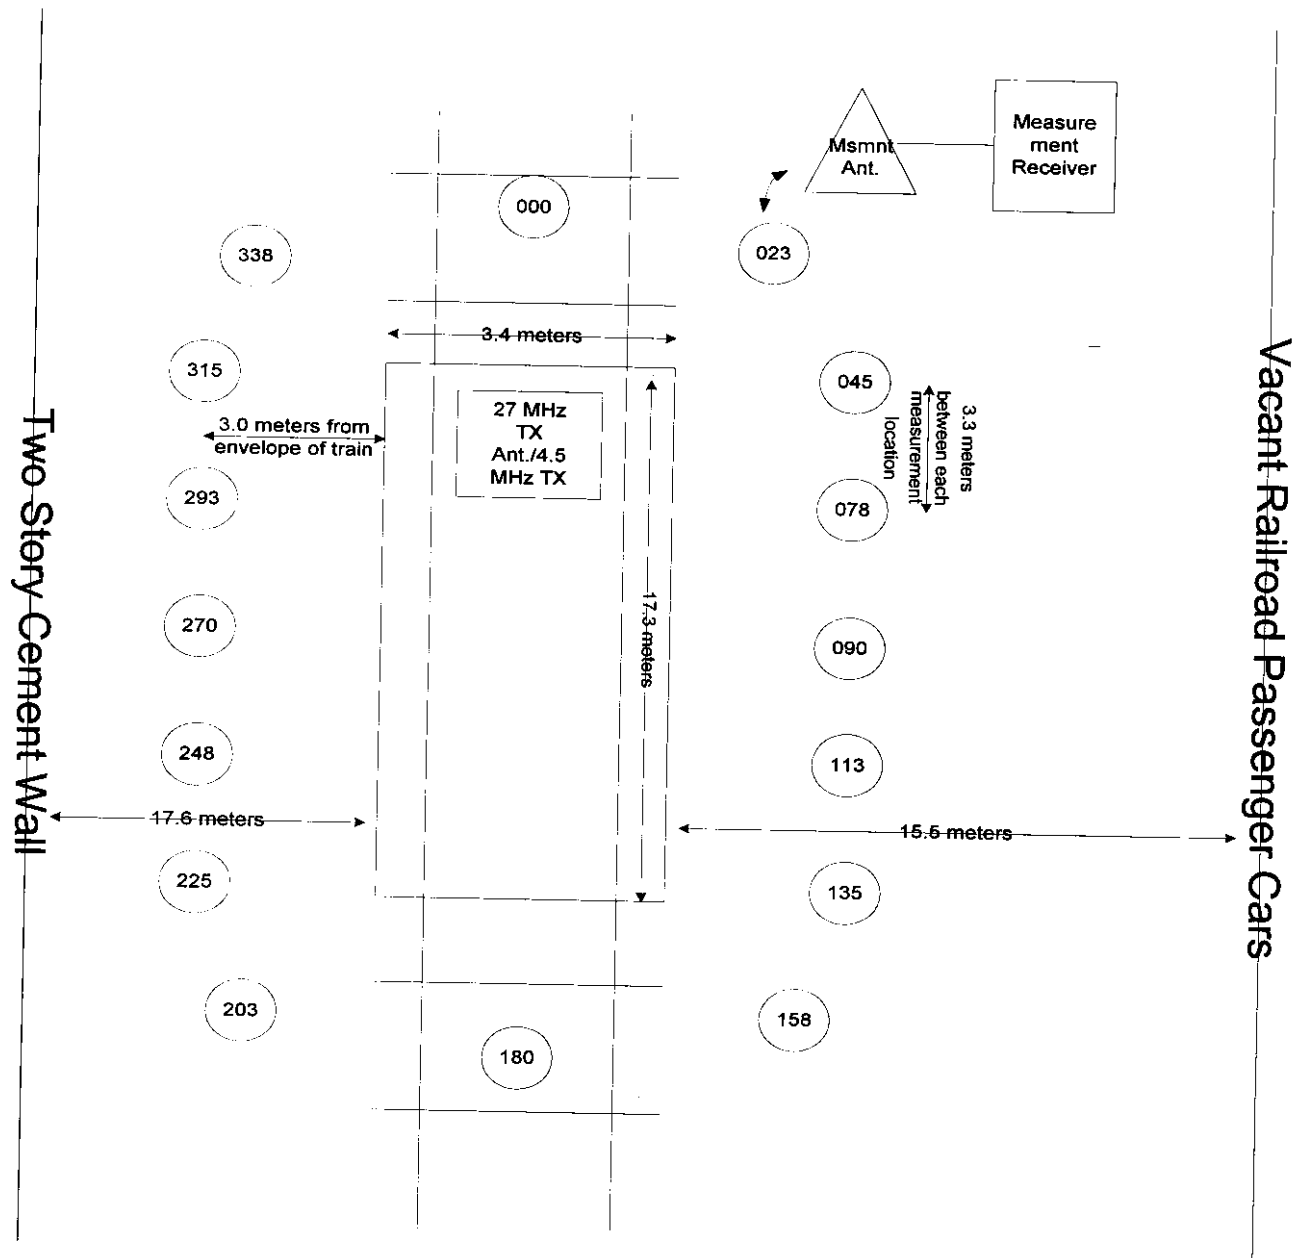 Measure
ment
Receiver
Msmnt
Ant.
000
338
023
3.4 meters
315
045
27 MHz
TX
Ant./4.5
MHz TX
3.0 meters from
envelope of train
3.3 meters
between each
measurement
location
293
078
17.3 meters
270
090
248
113
17.6 meters
15.5 meters
225
135
203
158
180
Two Story Cement Wall
Vacant Railroad Passenger Cars